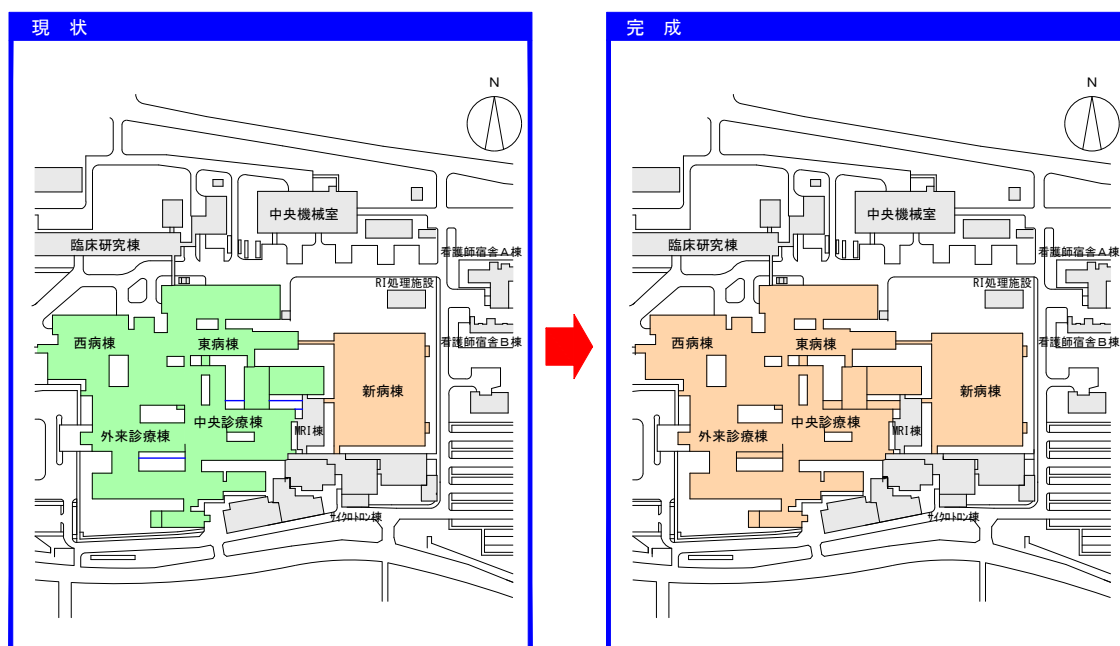 現 状
N
中央機械室
臨床研究棟
看護師宿舎A棟
RI処理施設
看護師宿舎B棟
西病棟
東病棟
新病棟
中央診療棟
外来診療棟
MRI棟
ｻｲｸﾛﾄﾛﾝ棟
完 成
N
中央機械室
臨床研究棟
看護師宿舎A棟
RI処理施設
看護師宿舎B棟
西病棟
東病棟
新病棟
中央診療棟
外来診療棟
MRI棟
ｻｲｸﾛﾄﾛﾝ棟